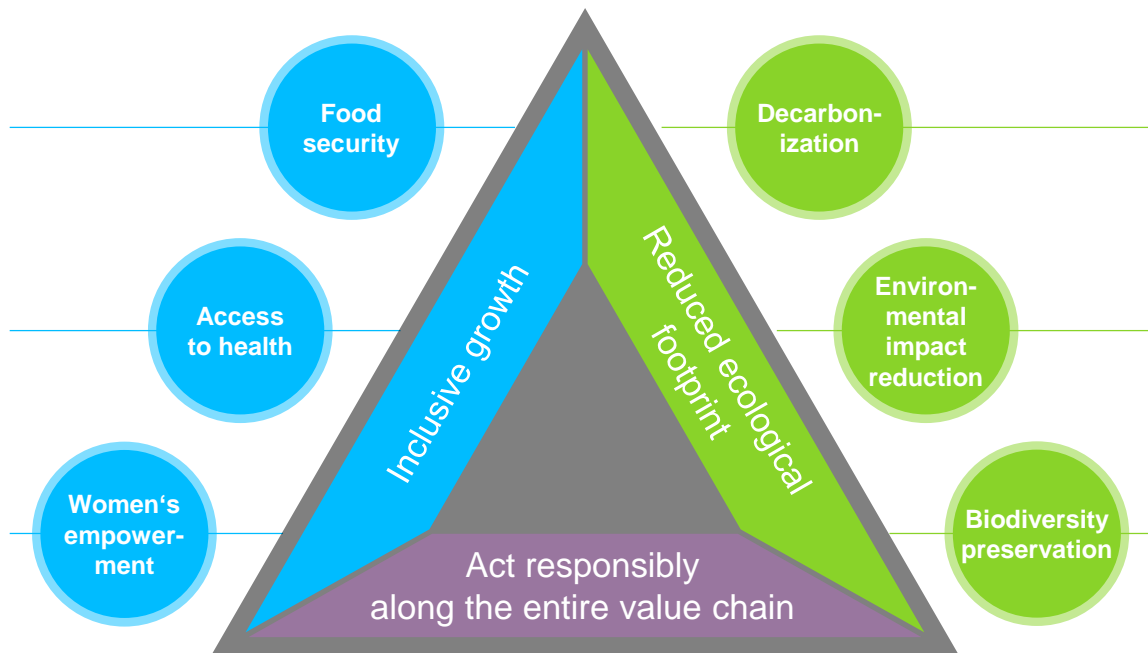 Food
security
Access
to health
Women‘s
empower-
ment
Inclusive growth
Reduced ecological
footprint
Act responsibly
along the entire value chain
Decarbon-
ization
Environ-
mental
impact
reduction
Biodiversity
preservation